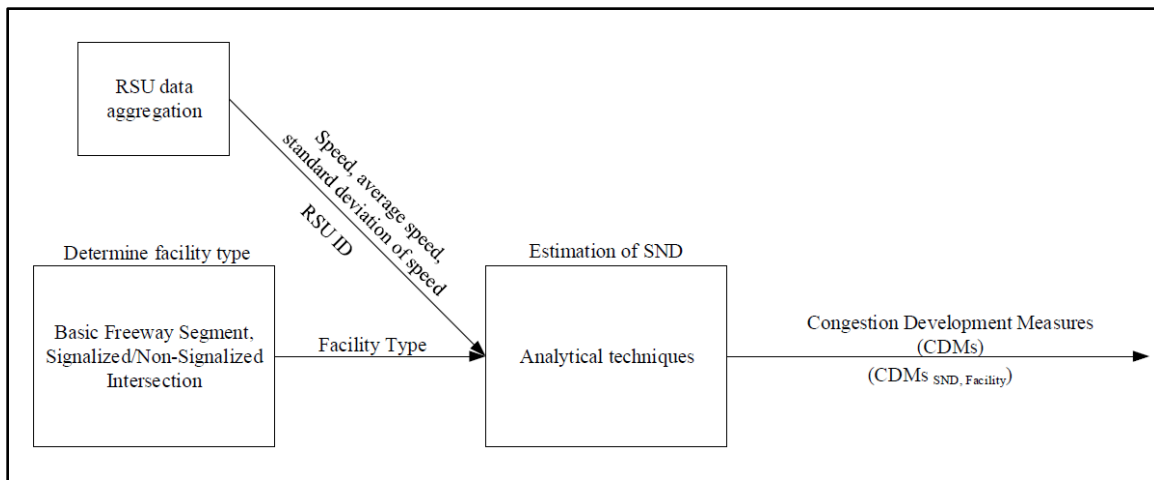 RSU data
aggregation
Speed, average speed,
standard deviation of speed
RSU ID
Determine facility type
Basic Freeway Segment,
Signalized/Non-Signalized
Intersection
Facility Type
Estimation of SND
Analytical techniques
Congestion Development Measures
(CDMs)
(CDMs SND, Facility)